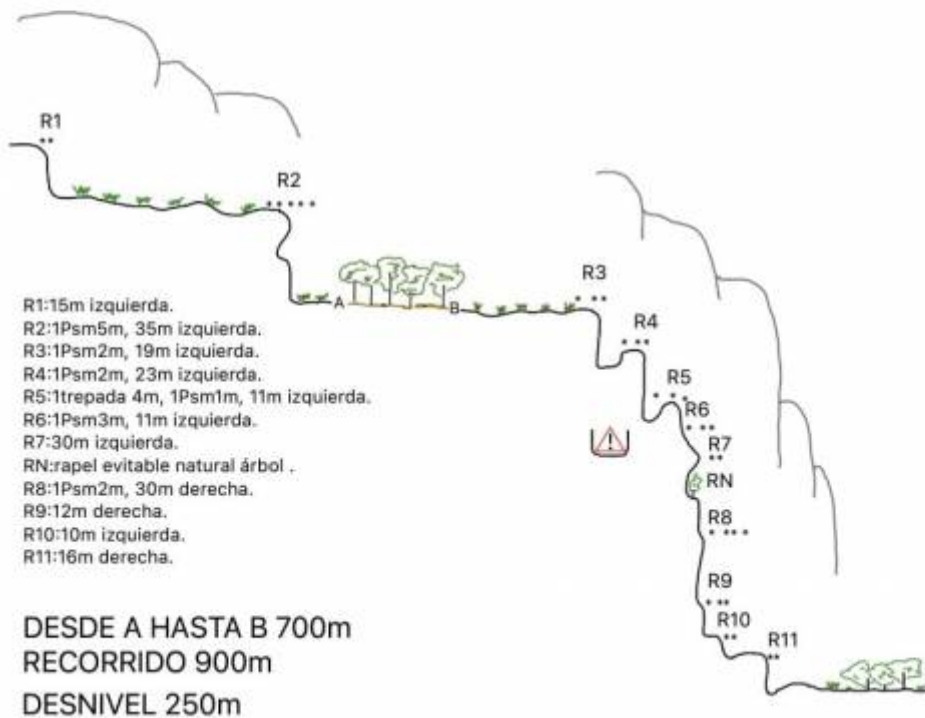 R1
R2
R3
A
B
R4
R5
R6
R7
RN
R8
R9
R10
R11
R1:15m izquierda.
R2:1Psm5m, 35m izquierda.
R3:1Psm2m, 19m izquierda.
R4:1Psm2m, 23m izquierda.
R5:1trepada 4m, 1Psm1m, 11m izquierda.
R6:1Psm3m, 11m izquierda.
R7:30m izquierda.
RN:rapel evitable natural árbol .
R8:1Psm2m, 30m derecha.
R9:12m derecha.
R10:10m izquierda.
R11:16m derecha.
DESDE A HASTA B 700m
RECORRIDO 900m
DESNIVEL 250m